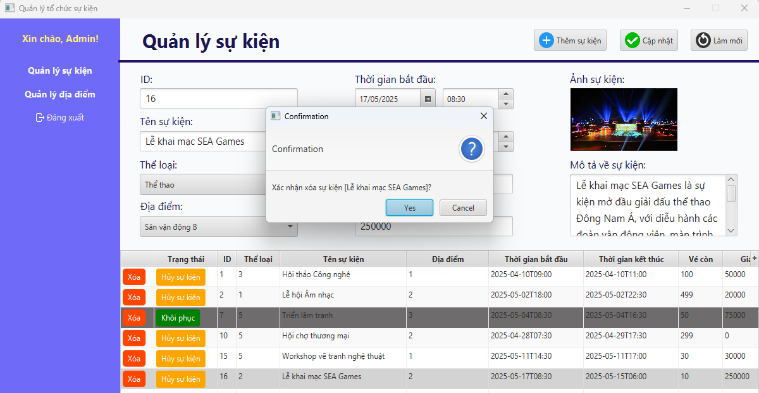 Quản lý tổ chức sự kiện
Xin chào, Admin!
Quản lý sự kiện
Quản lý địa điểm
Đăng xuất
Quản lý sự kiện
Thêm sự kiện
Cập nhật
Làm mới
ID:
16
Tên sự kiện:
Lễ khai mạc SEA Games
Thể loại:
Thể thao
Địa điểm:
Sân vận động B
Thời gian bắt đầu:
17/05/2025
08:30
250000
Ảnh sự kiện:
Mô tả về sự kiện:
Lễ khai mạc SEA Games là sự
kiện mở đầu giải đấu thể thao
Đông Nam Á, với diễu hành các
đoàn vận động viên, màn trình
Confirmation
Confirmation
Xác nhận xóa sự kiện [Lễ khai mạc SEA Games]?
Yes
Cancel
Trạng thái ID Thể loại Tên sự kiện Địa điểm Thời gian bắt đầu Thời gian kết thúc Vé còn Giá
Xóa Hủy sự kiện 1 3 Hội thảo Công nghệ 1 2025-04-10T09:00 2025-04-10T11:00 100 50000
Xóa Hủy sự kiện 2 1 Lễ hội Âm nhạc 2 2025-05-02T18:00 2025-05-02T22:30 499 20000
Xóa Khôi phục 7 5 Triển lãm tranh 3 2025-05-04T08:30 2025-05-04T16:30 50 75000
Xóa Hủy sự kiện 10 5 Hội chợ thương mại 2 2025-04-28T07:30 2025-04-29T17:30 299 0
Xóa Hủy sự kiện 15 5 Workshop vẽ tranh nghệ thuật 1 2025-05-11T14:30 2025-05-11T17:00 30 30000
Xóa Hủy sự kiện 16 2 Lễ khai mạc SEA Games 2 2025-05-17T08:30 2025-05-15T06:00 10 250000